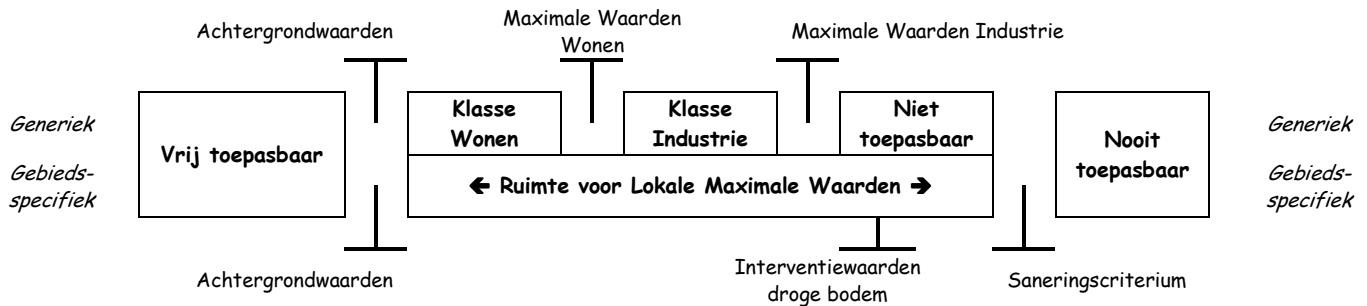 Achtergrondwaarden
Maximale Waarden
Wonen
Maximale Waarden Industrie
Generiek
Gebieds-
specifiek
Vrij toepasbaar
Klasse
Wonen
Klasse
Industrie
Niet
toepasbaar
← Ruimte voor Lokale Maximale Waarden →
Nooit
toepasbaar
Generiek
Gebieds-
specifiek
Achtergrondwaarden
Interventiewaarden
droge bodem
Saneringscriterium